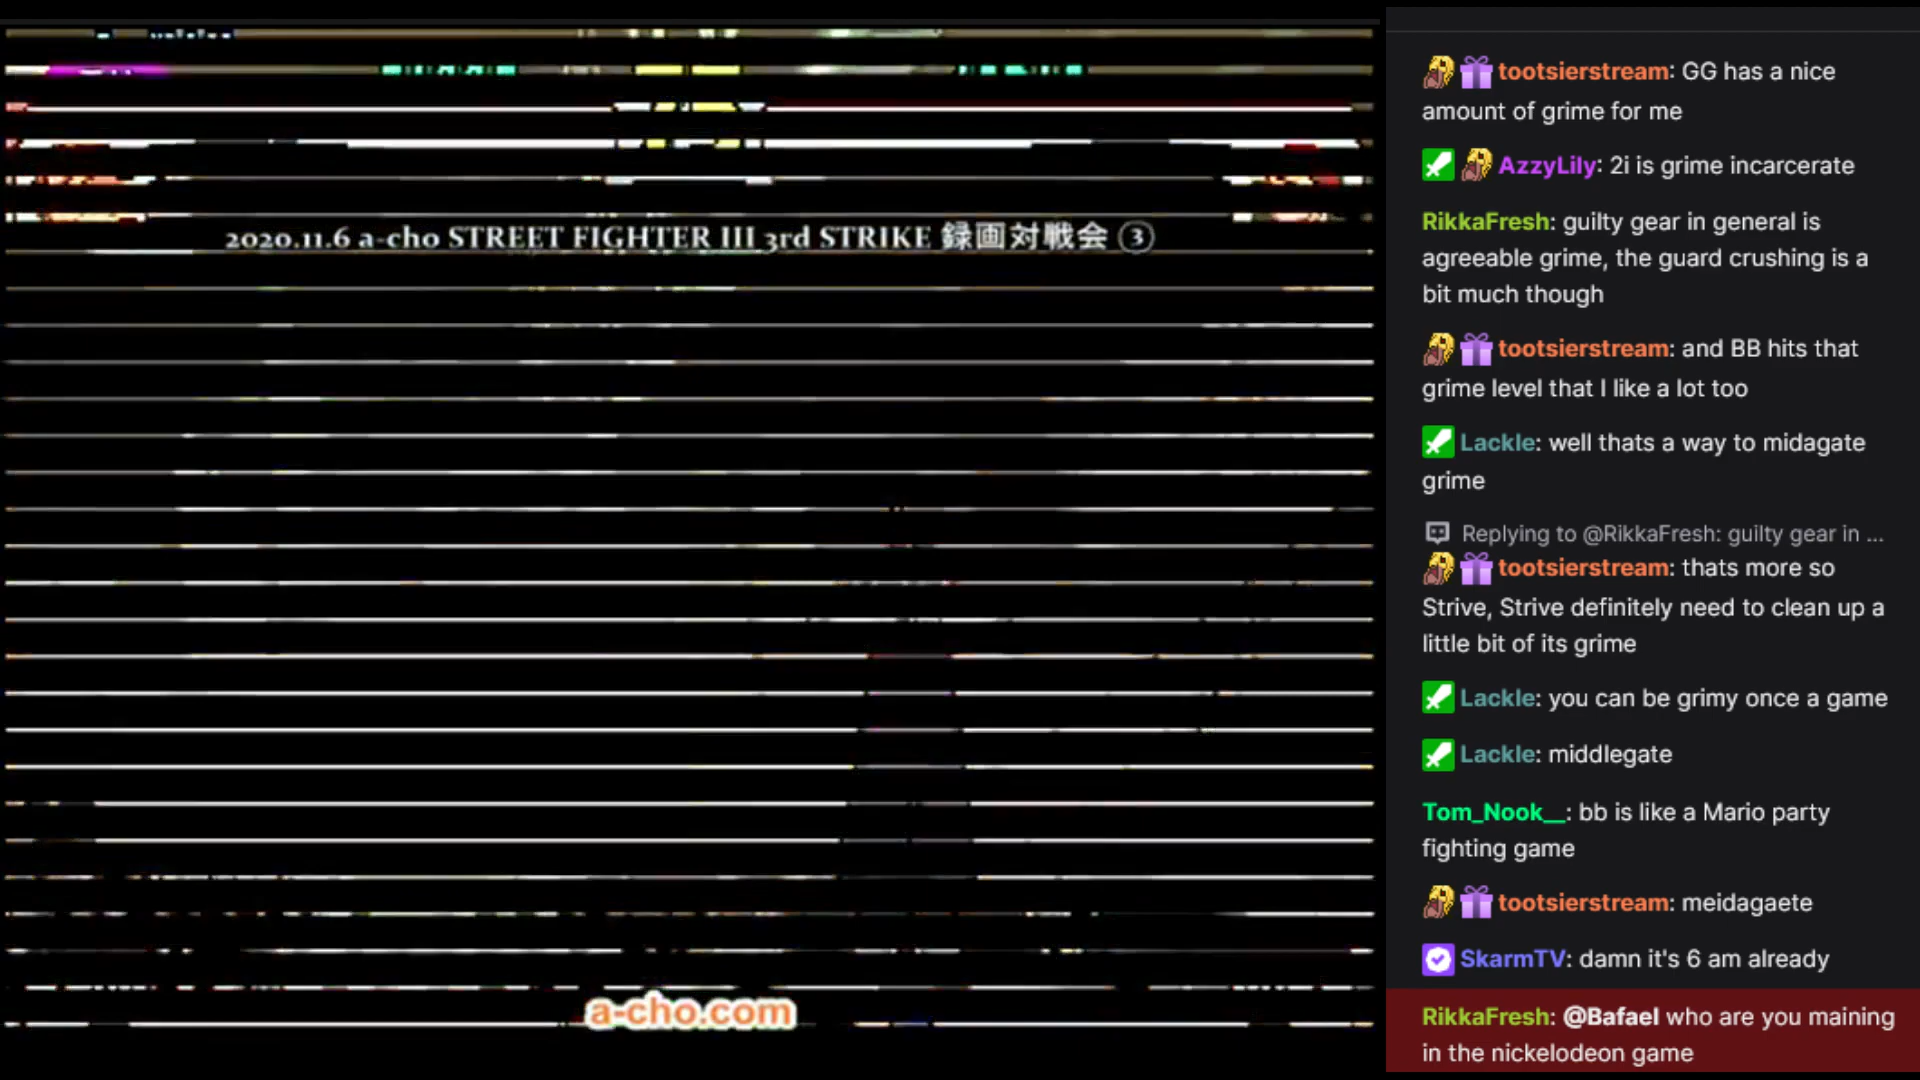 2020.11.6 a-cho STREET FIGHTER III 3rd STRIKE 録画対戦会 ③
a-cho.com
tootsierstream: GG has a nice
amount of grime for me
AzzyLily: 2i is grime incarcerate
RikkaFresh: guilty gear in general is
agreeable grime, the guard crushing is a
bit much though
tootsierstream: and BB hits that
grime level that I like a lot too
Lackle: well thats a way to midagate
grime
Replying to @RikkaFresh: guilty gear in ...
tootsierstream: thats more so
Strive, Strive definitely need to clean up a
little bit of its grime
Lackle: you can be grimy once a game
Lackle: middlegate
Tom_Nook__: bb is like a Mario party
fighting game
tootsierstream: meidagaete
SkarmTV: damn it's 6 am already
RikkaFresh: @Bafael who are you maining
in the nickelodeon game